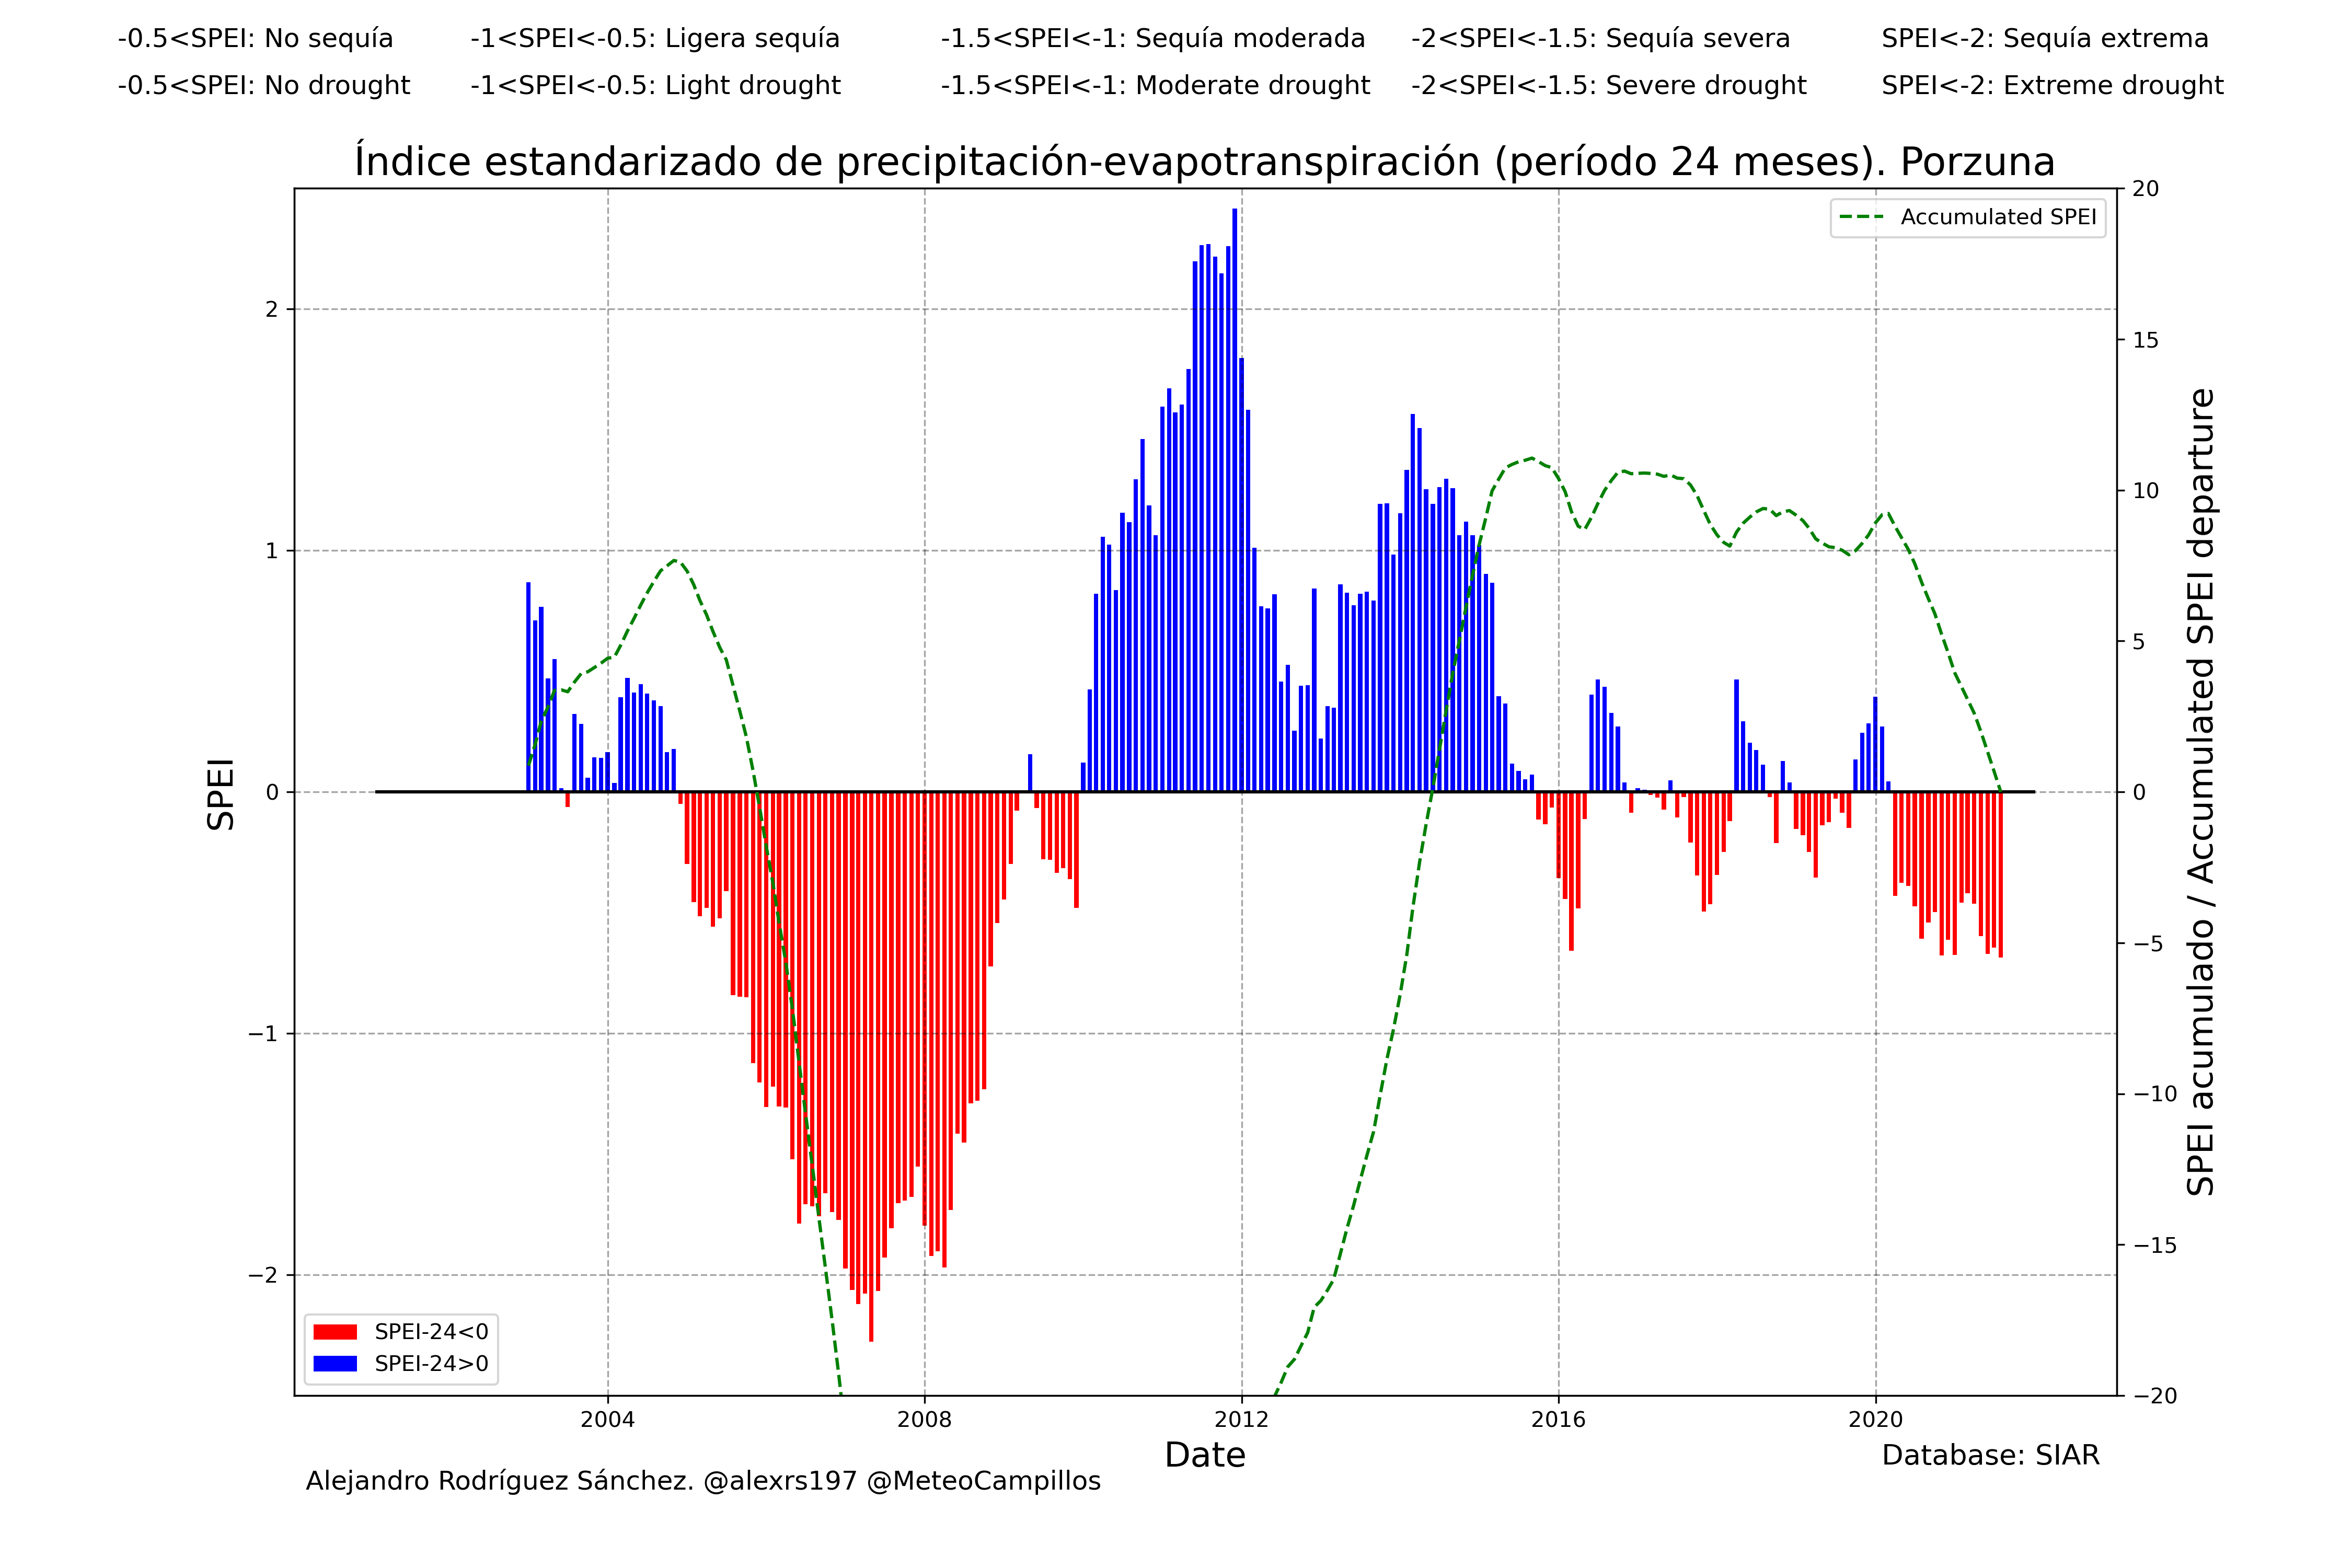 -0.5<SPEI: No sequía -1<SPEI<-0.5: Ligera sequía -1.5<SPEI<-1: Sequía moderada -2<SPEI<-1.5: Sequía severa SPEI<-2: Sequía extrema
-0.5<SPEI: No drought -1<SPEI<-0.5: Light drought -1.5<SPEI<-1: Moderate drought -2<SPEI<-1.5: Severe drought SPEI<-2: Extreme drought
Índice estandarizado de precipitación-evapotranspiración (período 24 meses). Porzuna
Accumulated SPEI
SPEI
2
1
0
−1
−2
20
15
10
5
0
−5
−10
−15
−20
SPEI acumulado / Accumulated SPEI departure
SPEI-24<0
SPEI-24>0
2004 2008 2012 2016 2020
Date
Database: SIAR
Alejandro Rodríguez Sánchez. @alexrs197 @MeteoCampillos